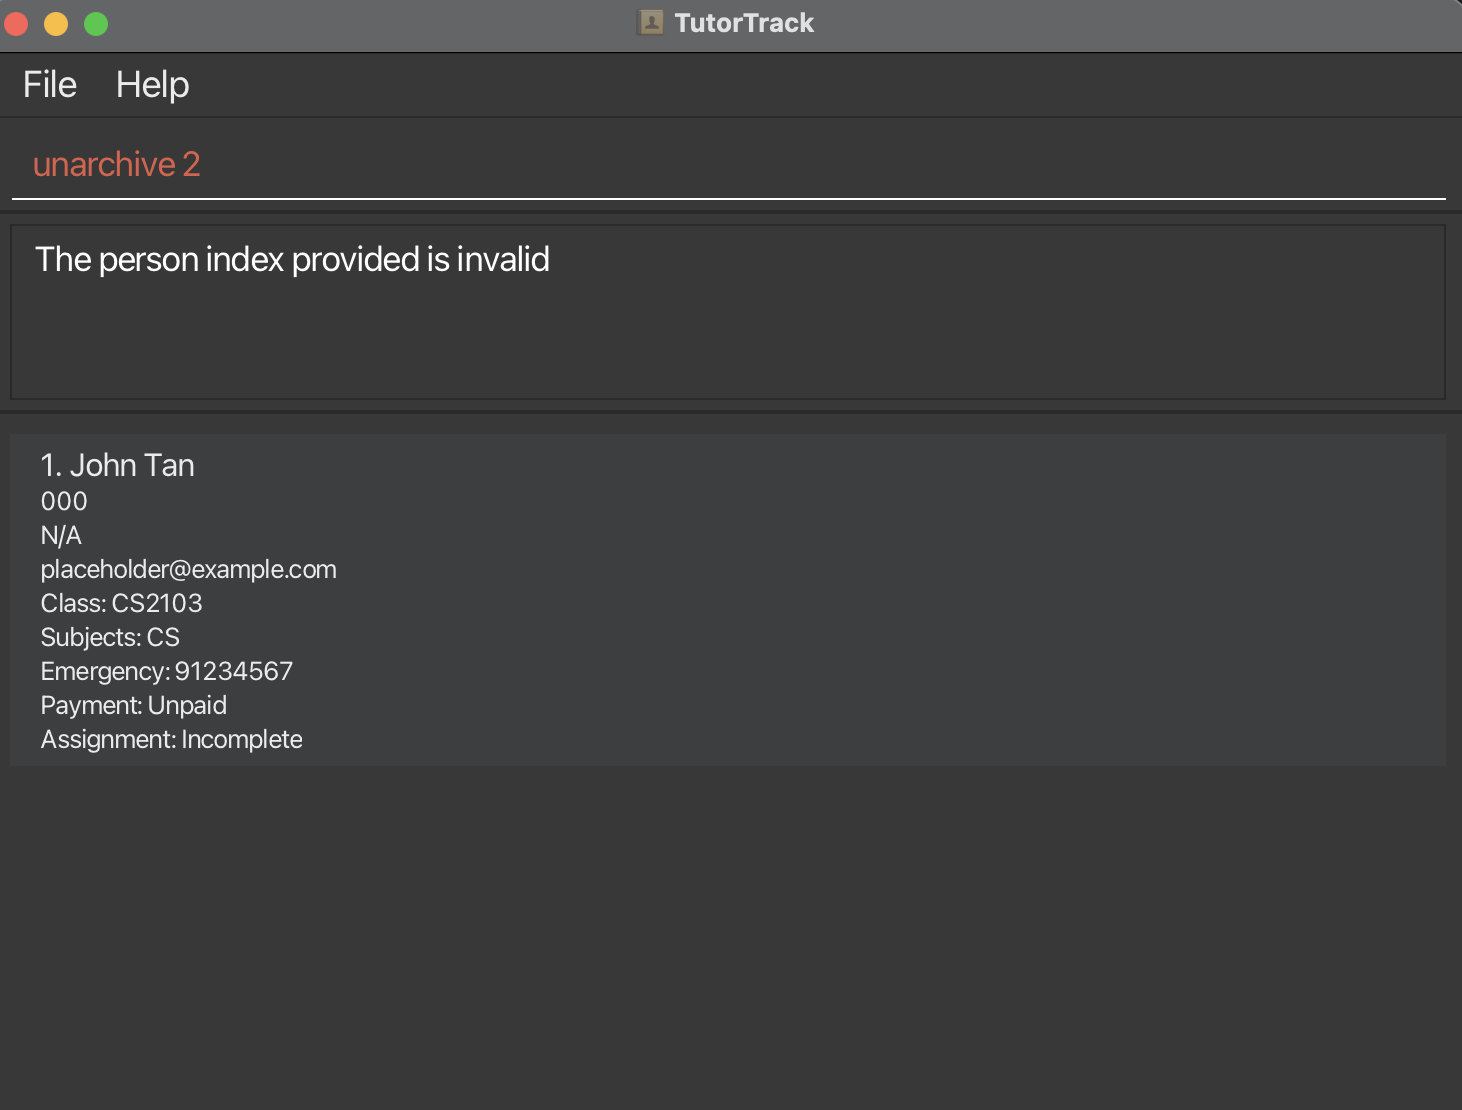 TutorTrack
File Help
unarchive 2
The person index provided is invalid
1. John Tan
000
N/A
placeholder@example.com
Class: CS2103
Subjects: CS
Emergency: 91234567
Payment: Unpaid
Assignment: Incomplete